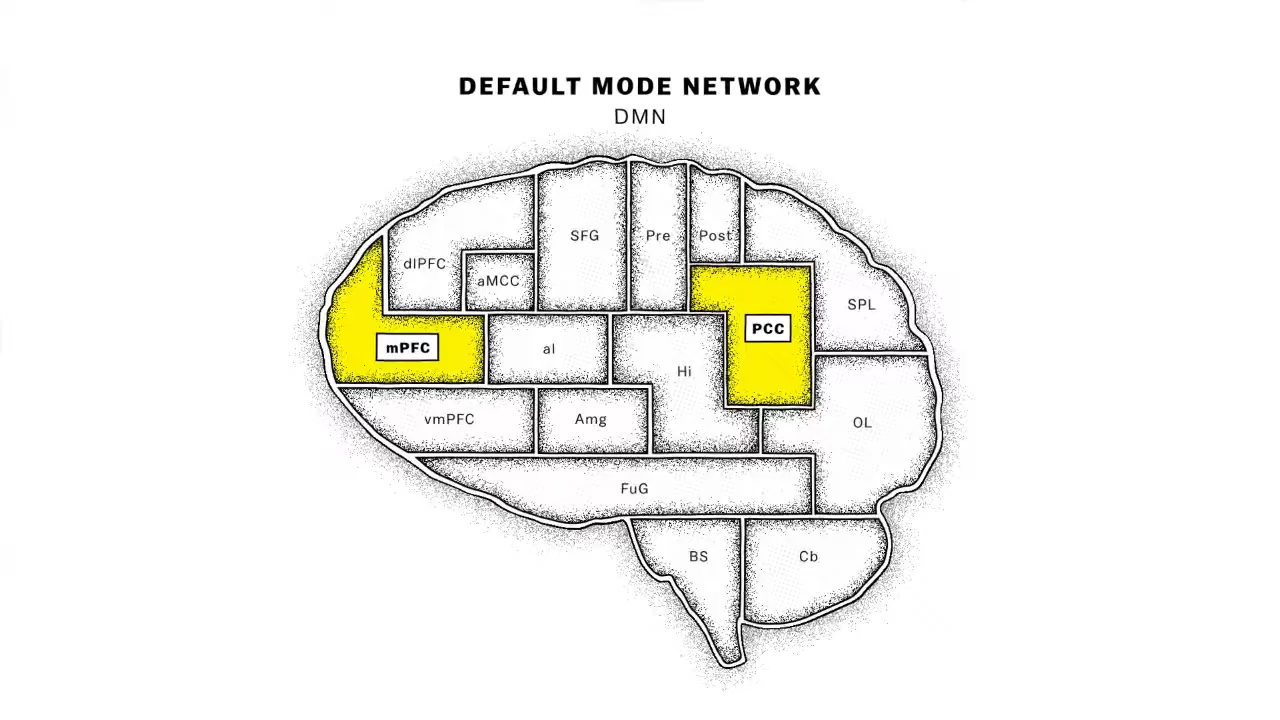 DEFAULT MODE NETWORK
DMN
SFG
Pre
Post
dlPFC
aMCC
SPL
PCC
mPFC
aI
Hi
vmPFC
Amg
OL
FuG
BS
Cb